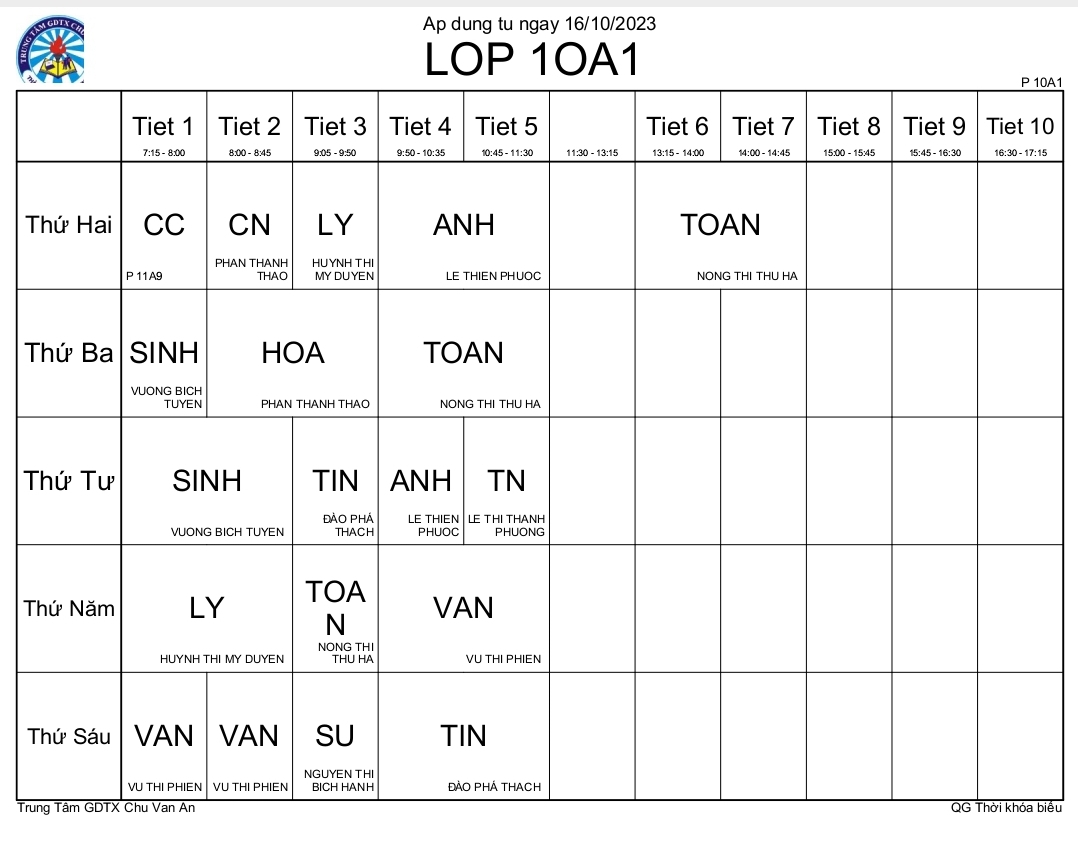 TRUNG TÂM GDTX CHU
Ap dung tu ngay 16/10/2023
LOP 1OA1
P 10A1
Tiet 1 Tiet 2 Tiet 3 Tiet 4 Tiet 5 Tiet 6 Tiet 7 Tiet 8 Tiet 9 Tiet 10
7:15 - 8:00 8:00 - 8:45 9:05 - 9:50 9:50 - 10:35 10:45 - 11:30 11:30 - 13:15 13:15 - 14:00 14:00 - 14:45 15:00 - 15:45 15:45 - 16:30 16:30 - 17:15
Thứ Hai CC CN LY ANH TOAN
PHAN THANH HUYNH THI
P 11A9 THAO MY DUYEN LE THIEN PHUOC NONG THI THU HA
Thứ Ba SINH HOA TOAN
VUONG BICH
TUYEN PHAN THANH THAO NONG THI THU HA
Thứ Tư SINH TIN ANH TN
ĐÀO PHÁ LE THIEN LE THI THANH
VUONG BICH TUYEN THACH PHUOC PHUONG
TOA
Thứ Năm LY VAN
N
NONG THI
HUYNH THI MY DUYEN THU HA VU THI PHIEN
Thứ Sáu VAN VAN SU TIN
NGUYEN THI
VU THI PHIEN VU THI PHIEN BICH HANH ĐÀO PHÁ THACH
Trung Tâm GDTX Chu Van An QG Thời khóa biểu